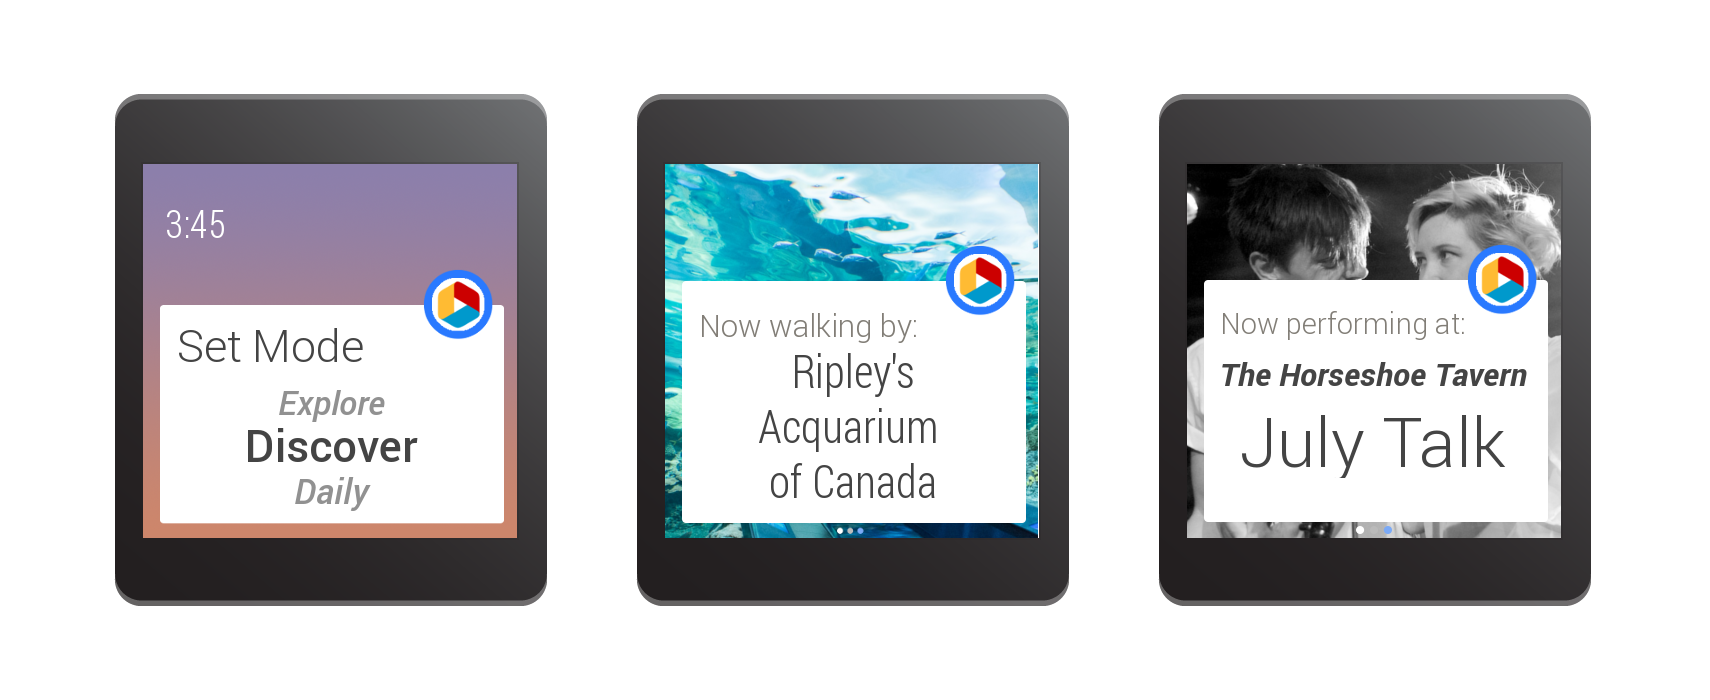 3:45
Set Mode
Explore
Discover
Daily
Now walking by:
Ripley's
Acquarium
of Canada
Now performing at:
The Horseshoe Tavern
July Talk